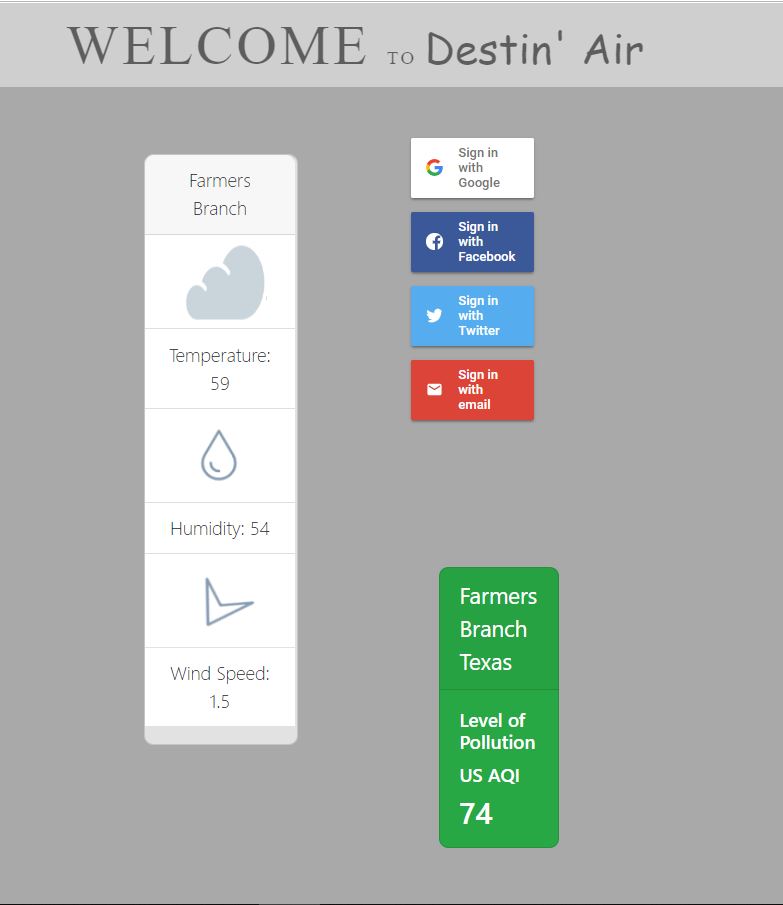 WELCOME TO Destin' Air
Farmers
Branch
Temperature:
59
Humidity: 54
Wind Speed:
1.5
Sign in
with
Google
Sign in
with
Facebook
Sign in
with
Twitter
Sign in
with
email
Farmers
Branch
Texas
Level of
Pollution
US AQI
74